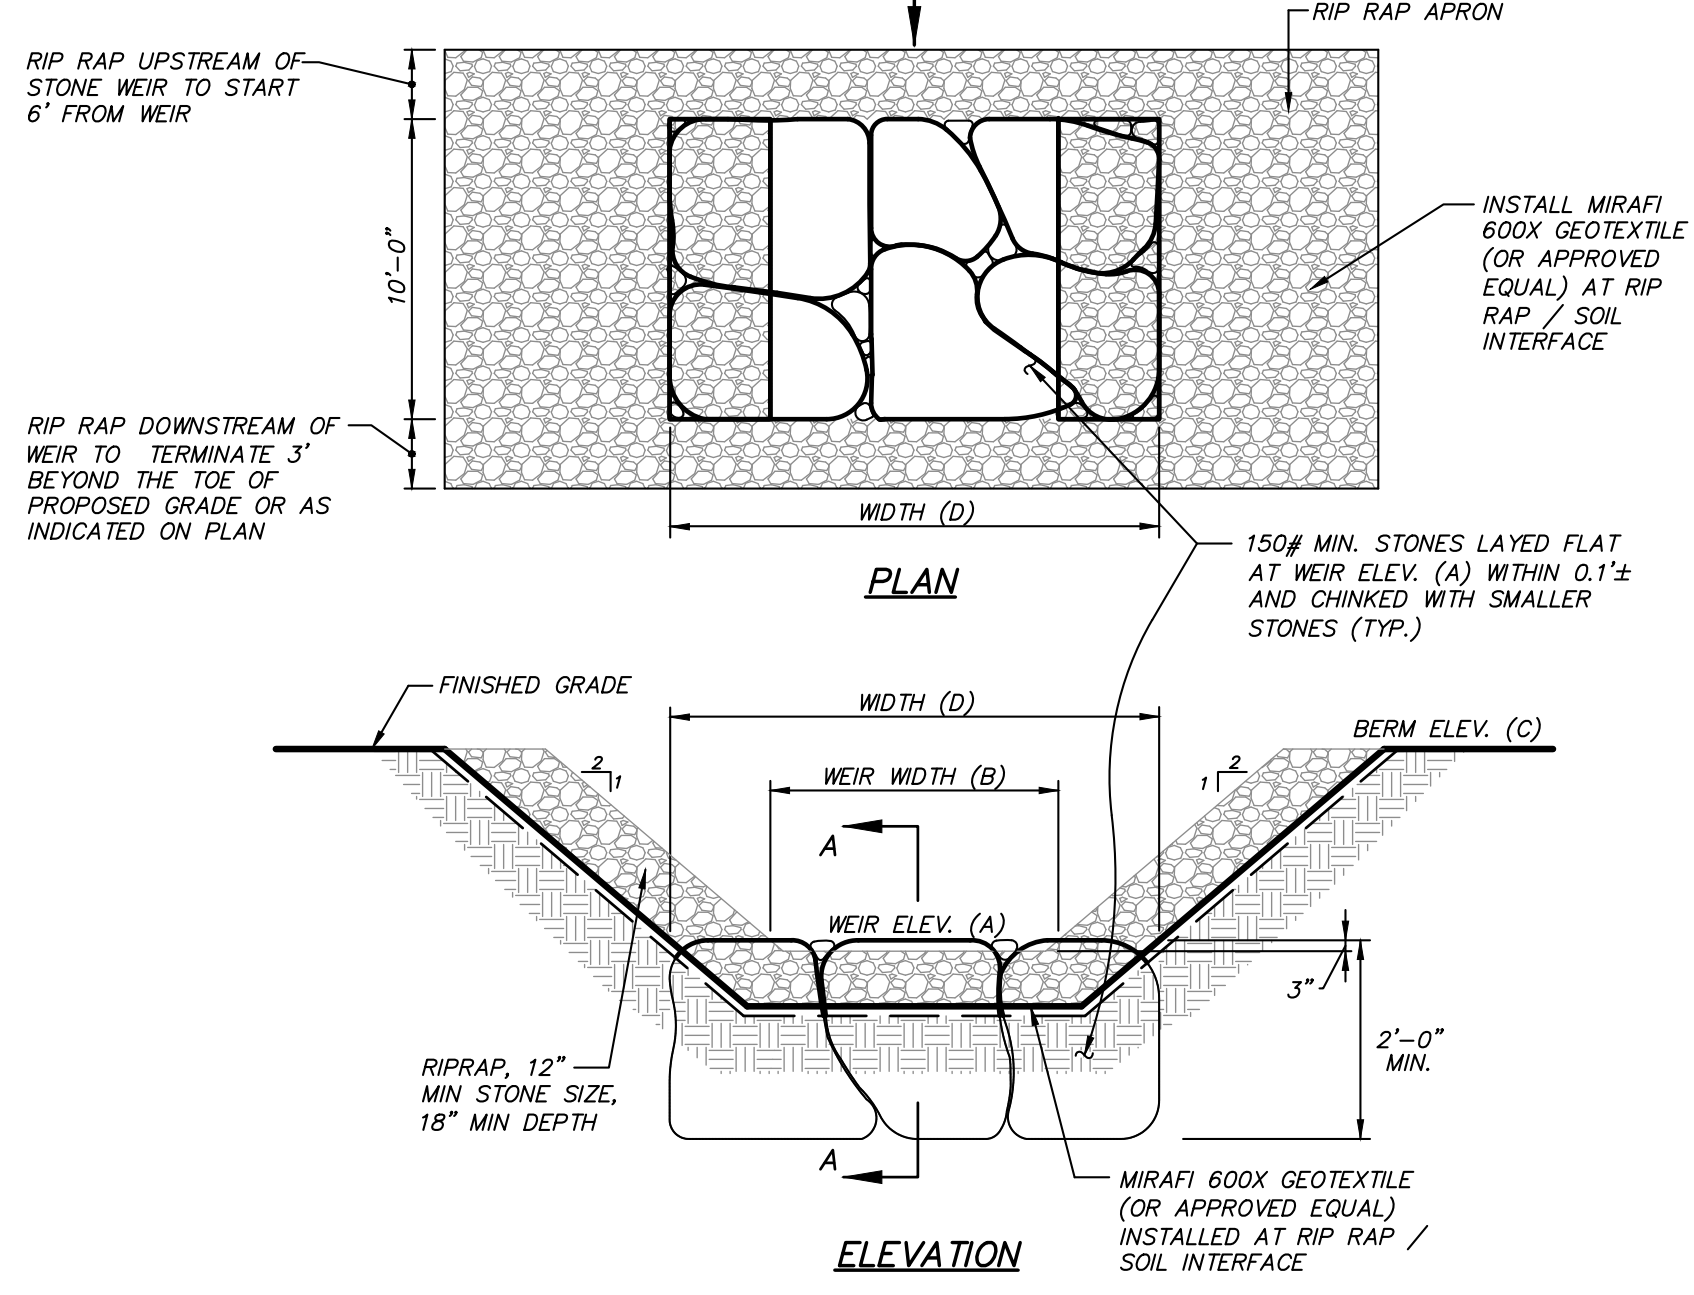 RIP RAP APRON
RIP RAP UPSTREAM OF
STONE WEIR TO START
6' FROM WEIR
10'-0"
INSTALL MIRAFI
600X GEOTEXTILE
(OR APPROVED
EQUAL) AT RIP
RAP / SOIL
INTERFACE
RIP RAP DOWNSTREAM OF
WEIR TO TERMINATE 3'
BEYOND THE TOE OF
PROPOSED GRADE OR AS
INDICATED ON PLAN
WIDTH (D)
PLAN
150# MIN. STONES LAYED FLAT
AT WEIR ELEV. (A) WITHIN 0.1'±
AND CHINKED WITH SMALLER
STONES (TYP.)
FINISHED GRADE
WIDTH (D)
BERM ELEV. (C)
2
1
WEIR WIDTH (B)
2
1
A
WEIR ELEV. (A)
3"
2'-0"
MIN.
RIPRAP, 12"
MIN STONE SIZE,
18" MIN DEPTH
A
MIRAFI 600X GEOTEXTILE
(OR APPROVED EQUAL)
INSTALLED AT RIP RAP /
SOIL INTERFACE
ELEVATION